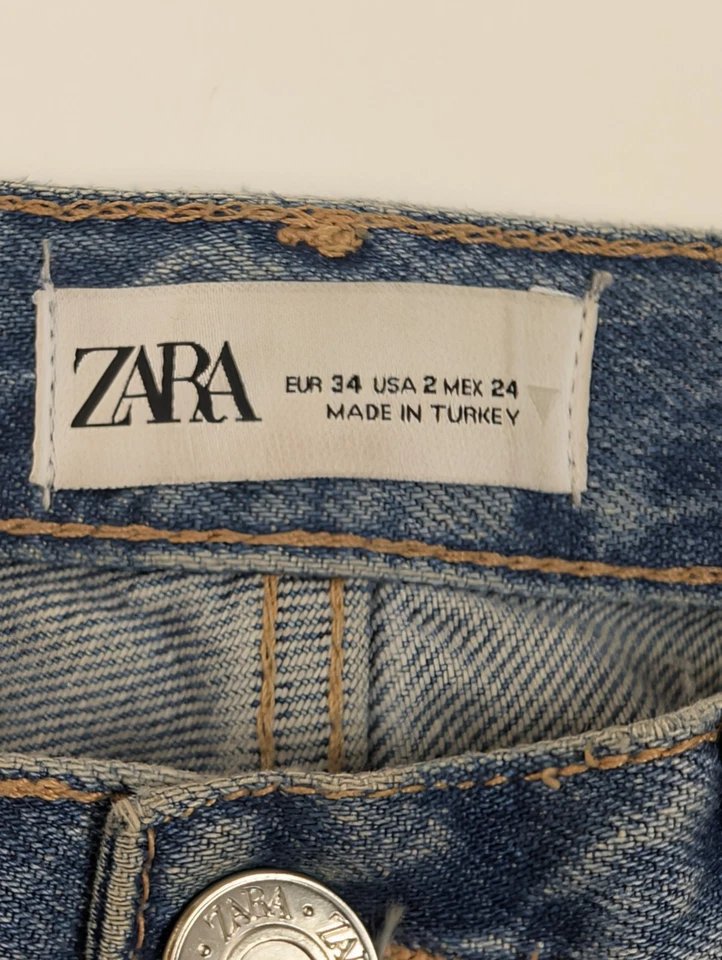 ZARA
EUR 34 USA 2 MEX 24
MADE IN TURKEY
ZARA